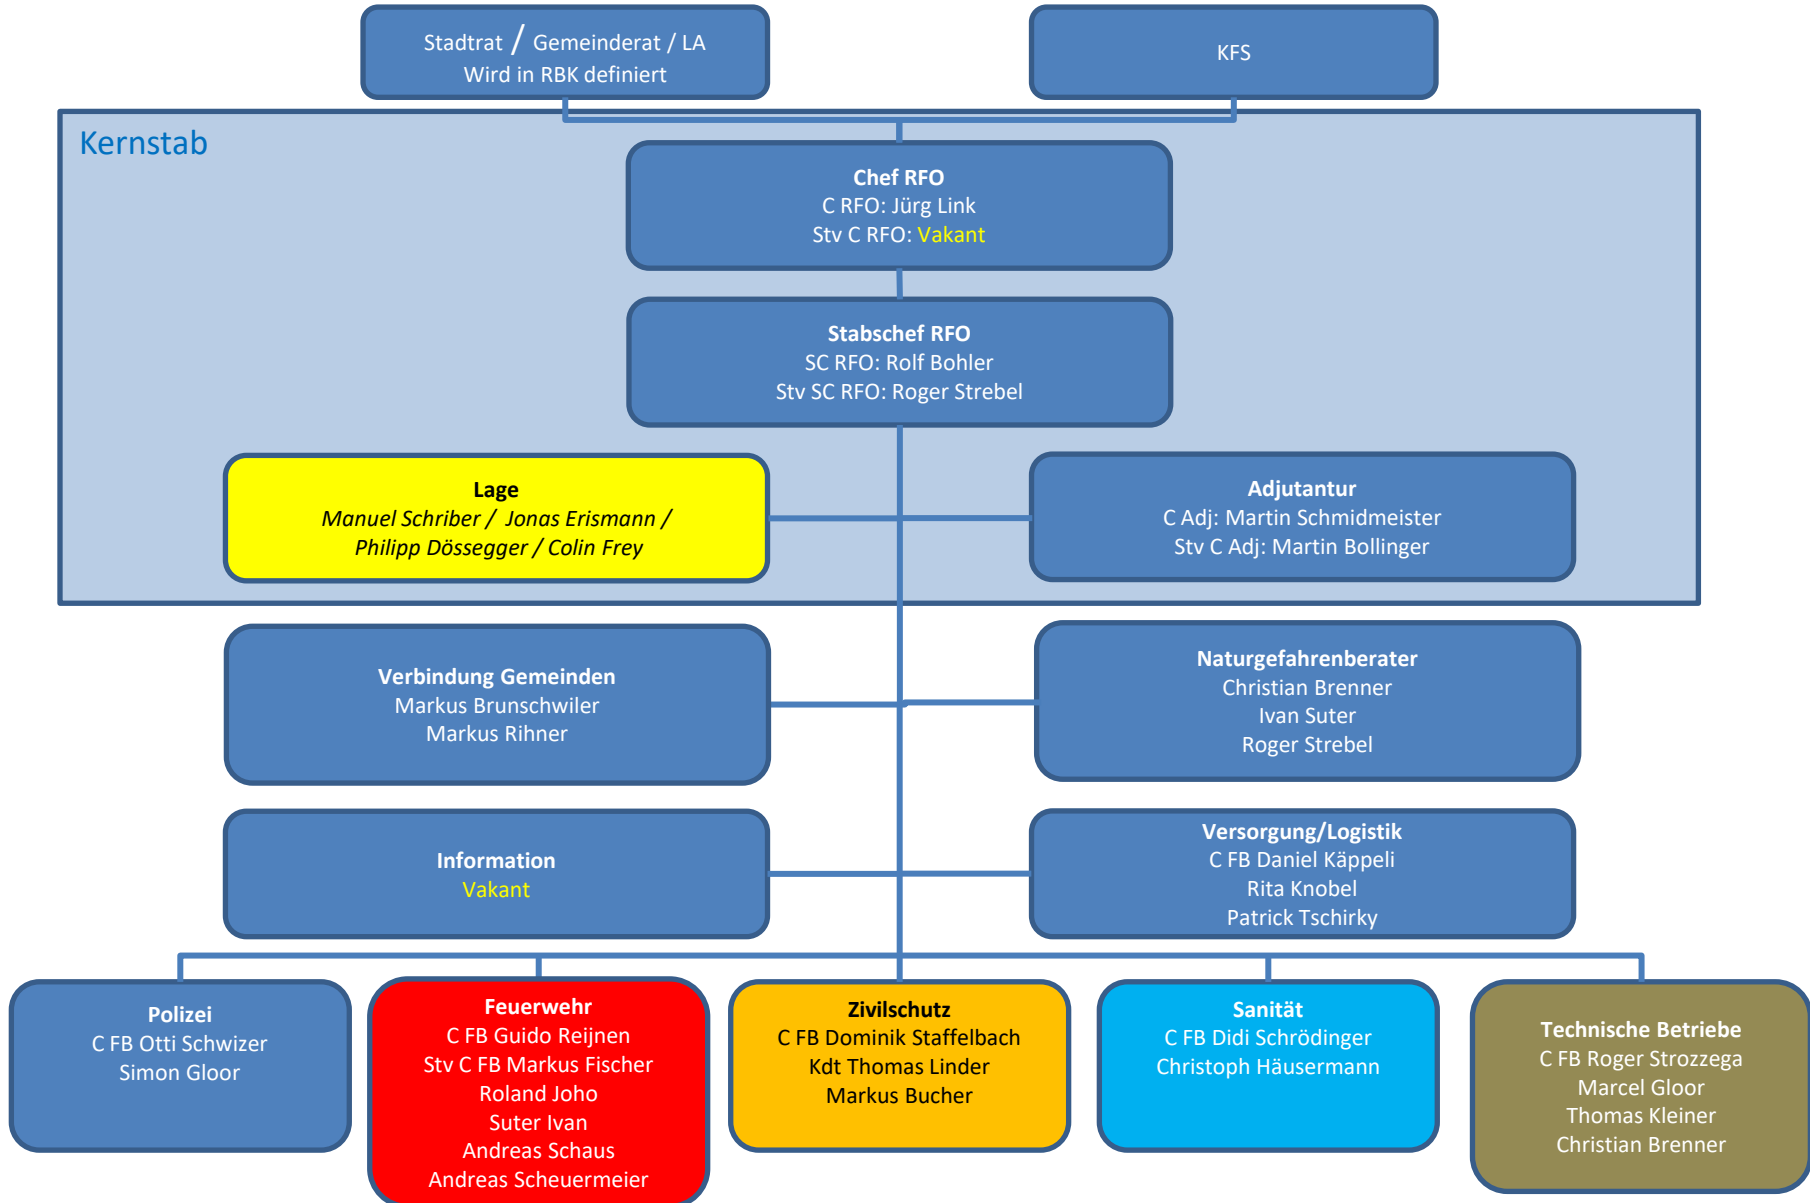 Stadtrat / Gemeinderat / LA
Wird in RBK definiert
KFS
Kernstab
Chef RFO
C RFO: Jürg Link
Stv C RFO: Vakant
Stabschef RFO
SC RFO: Rolf Bohler
Stv SC RFO: Roger Strebel
Lage
Manuel Schriber / Jonas Erismann /
Philipp Dössegger / Colin Frey
Adjutantur
C Adj: Martin Schmidmeister
Stv C Adj: Martin Bollinger
Verbindung Gemeinden
Markus Brunschwiler
Markus Rihner
Naturgefahrenberater
Christian Brenner
Ivan Suter
Roger Strebel
Information
Vakant
Versorgung/Logistik
C FB Daniel Käppeli
Rita Knobel
Patrick Tschirky
Polizei
C FB Otti Schwizer
Simon Gloor
Feuerwehr
C FB Guido Reijnen
Stv C FB Markus Fischer
Roland Joho
Suter Ivan
Andreas Schaus
Andreas Scheuermeier
Zivilschutz
C FB Dominik Staffelbach
Kdt Thomas Linder
Markus Bucher
Sanität
C FB Didi Schrödinger
Christoph Häusermann
Technische Betriebe
C FB Roger Strozzega
Marcel Gloor
Thomas Kleiner
Christian Brenner